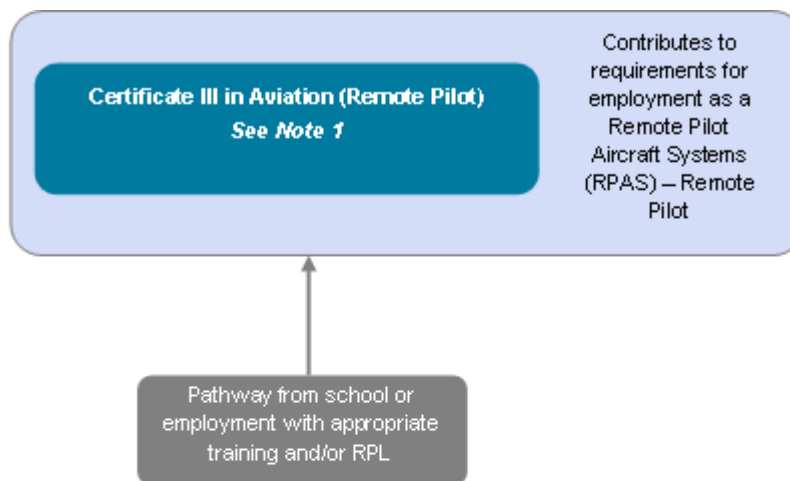 Certificate III in Aviation (Remote Pilot)
See Note 1
Contributes to
requirements for
employment as a
Remote Pilot
Aircraft Systems
(RPAS) – Remote
Pilot
Pathway from school or
employment with appropriate
training and/or RPL